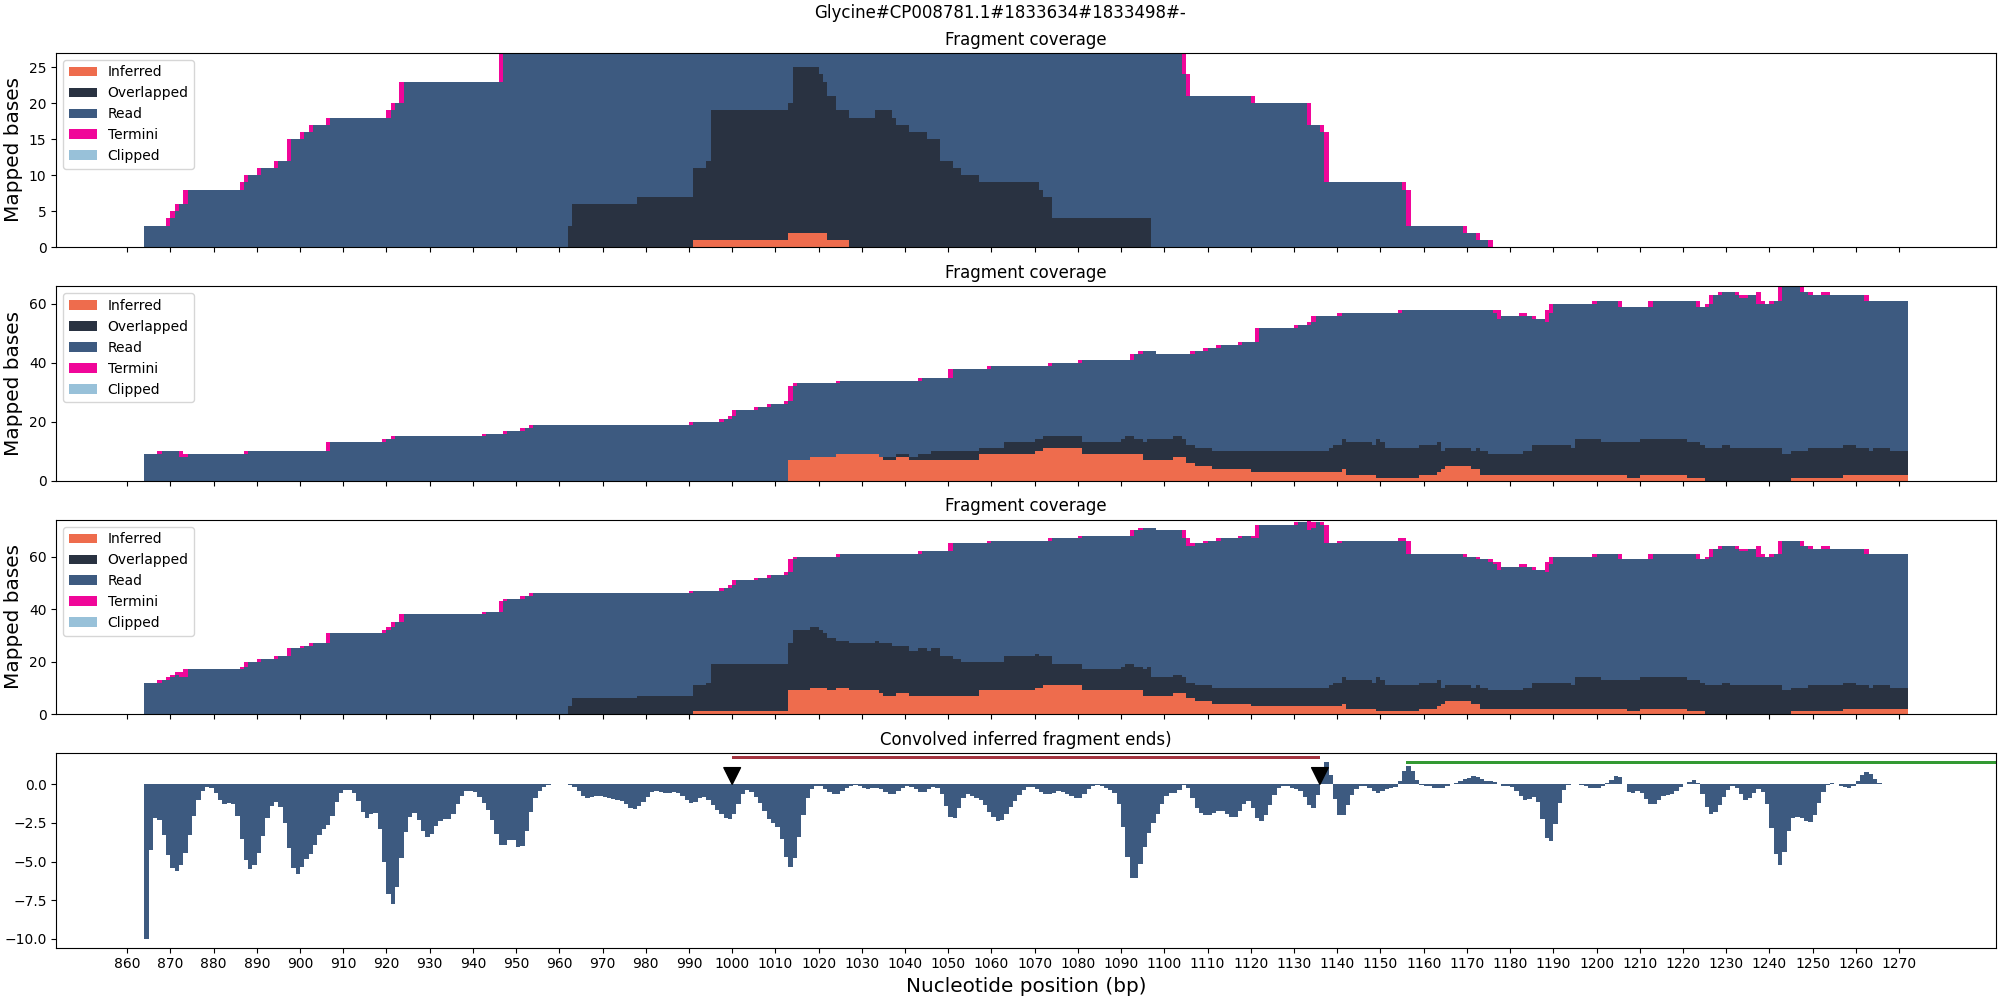 Glycine#CP008781.1#1833634#1833498#-
Fragment coverage
Mapped bases
25
20
15
10
5
0
Inferred
Overlapped
Read
Termini
Clipped
Fragment coverage
Mapped bases
60
40
20
0
Inferred
Overlapped
Read
Termini
Clipped
Fragment coverage
Mapped bases
60
40
20
0
Inferred
Overlapped
Read
Termini
Clipped
Convolved inferred fragment ends)
0.0
−2.5
−5.0
−7.5
−10.0
860 870 880 890 900 910 920 930 940 950 960 970 980 990 1000 1010 1020 1030 1040 1050 1060 1070 1080 1090 1100 1110 1120 1130 1140 1150 1160 1170 1180 1190 1200 1210 1220 1230 1240 1250 1260 1270
Nucleotide position (bp)